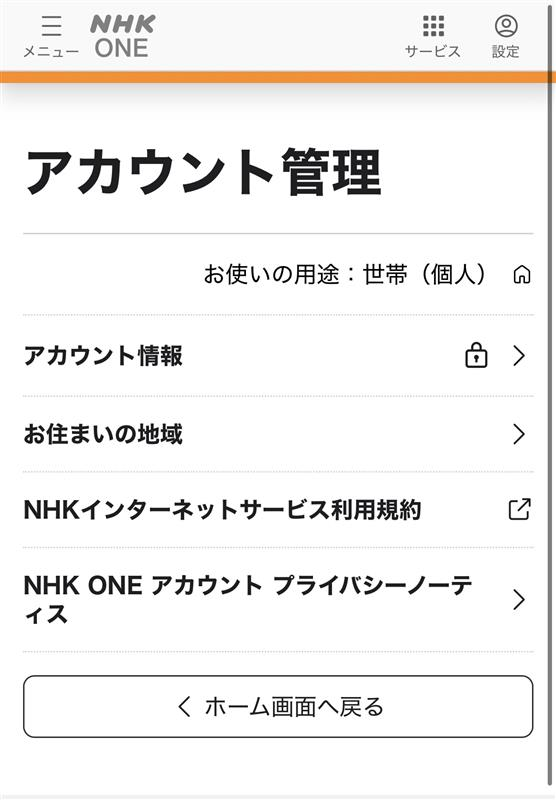 メニュー
NHK
ONE
サービス
設定
アカウント管理
お使いの用途：世帯（個人）
アカウント情報
お住まいの地域
NHKインターネットサービス利用規約
NHK ONE アカウント プライバシーノーテ
ィス
ホーム画面へ戻る